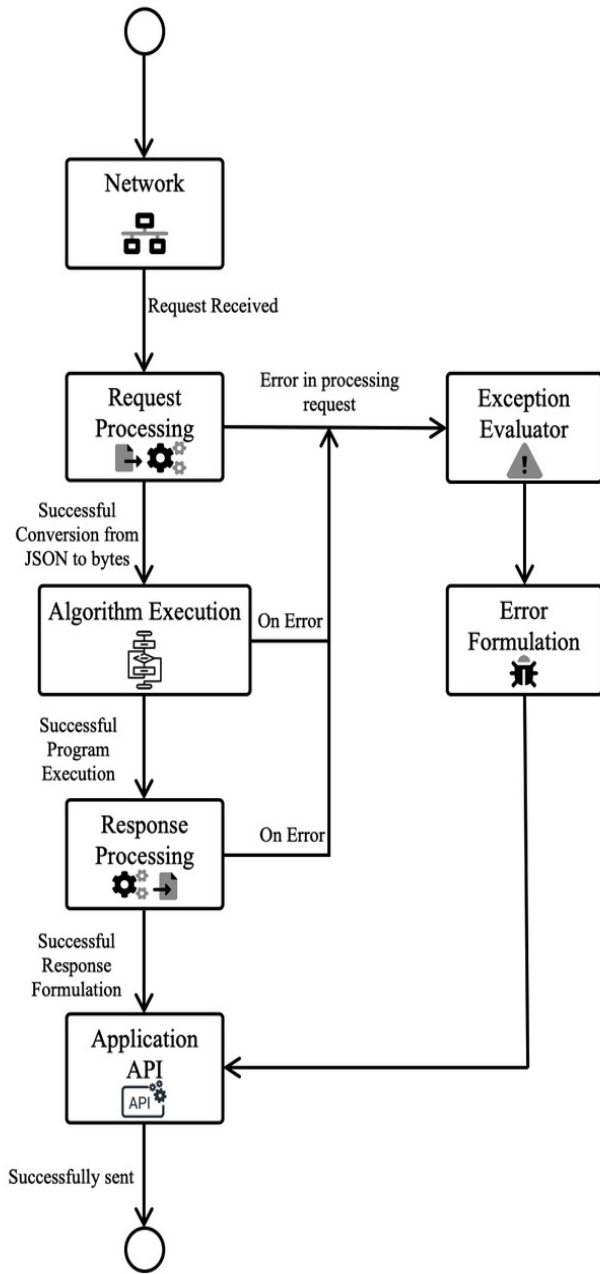 Network
Request Received
Request
Processing
Error in processing
request
Exception
Evaluator
!
Successful
Conversion from
JSON to bytes
Algorithm Execution
On Error
Error
Formulation
Successful
Program
Execution
Response
Processing
On Error
Successful
Response
Formulation
Application
API
API
Successfully sent